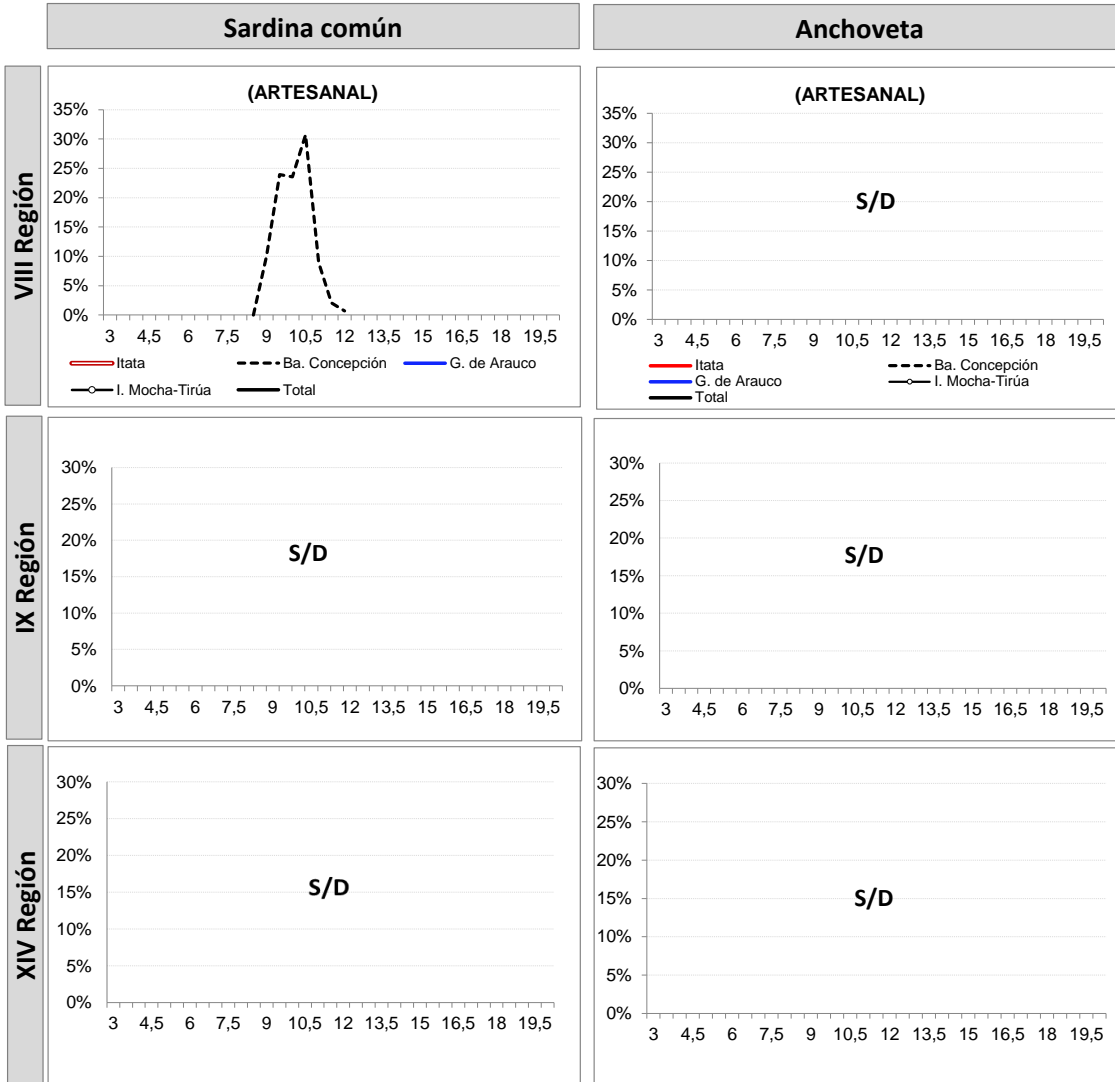 Sardina común
Anchoveta
VIII Región
(ARTESANAL)
35%
30%
25%
20%
15%
10%
5%
0%
3 4,5 6 7,5 9 10,5 12 13,5 15 16,5 18 19,5
Itata Ba. Concepción G. de Arauco
I. Mocha-Tirúa Total
(ARTESANAL)
35%
30%
25%
20%
15%
10%
5%
0%
S/D
3 4,5 6 7,5 9 10,5 12 13,5 15 16,5 18 19,5
Itata Ba. Concepción
G. de Arauco I. Mocha-Tirúa
Total
IX Región
30%
25%
20%
15%
10%
5%
0%
S/D
3 4,5 6 7,5 9 10,5 12 13,5 15 16,5 18 19,5
30%
25%
20%
15%
10%
5%
0%
S/D
3 4,5 6 7,5 9 10,5 12 13,5 15 16,5 18 19,5
XIV Región
30%
25%
20%
15%
10%
5%
0%
S/D
3 4,5 6 7,5 9 10,5 12 13,5 15 16,5 18 19,5
30%
25%
20%
15%
10%
5%
0%
S/D
3 4,5 6 7,5 9 10,5 12 13,5 15 16,5 18 19,5